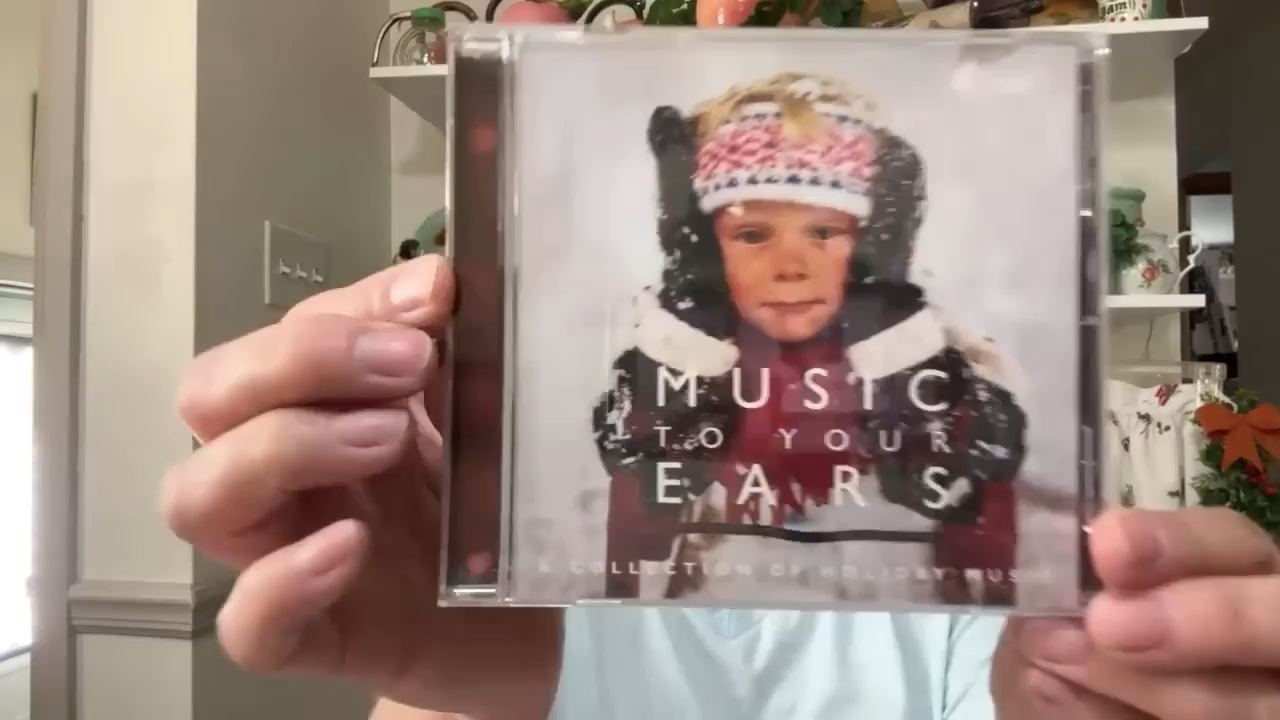 MUSIC
TO YOUR
EARS
A COLLECTION OF HOLIDAY MUSIC